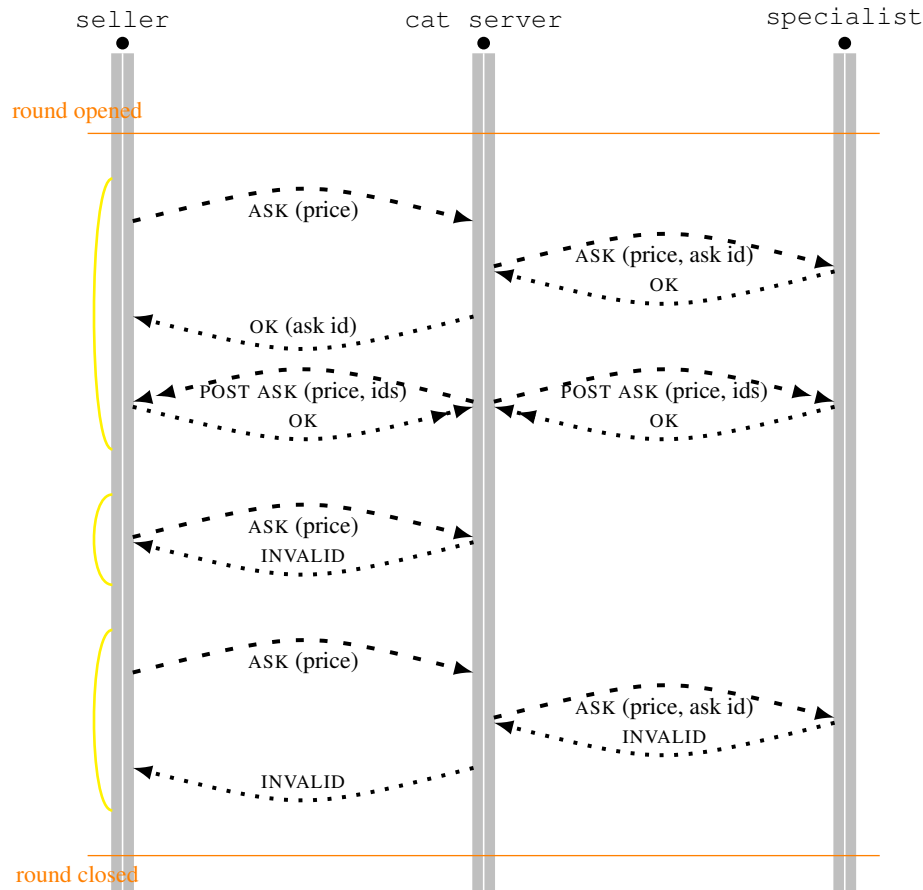 seller
cat server
specialist
round opened
ASK (price)
ASK (price, ask id)
OK
OK (ask id)
POST ASK (price, ids)
POST ASK (price, ids)
OK
OK
ASK (price)
INVALID
ASK (price)
ASK (price, ask id)
INVALID
INVALID
round closed